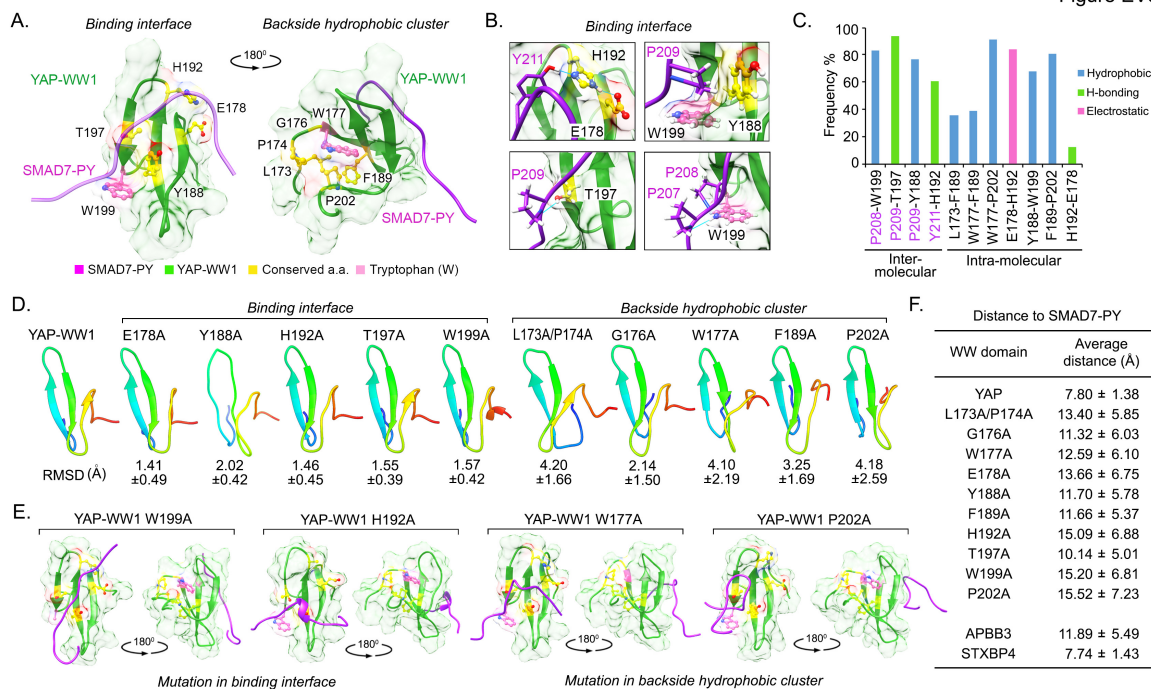 A.
Binding interface
Backside hydrophobic cluster
180⁰
YAP-WW1
H192
E178
T197
SMAD7-PY
Y188
W199
YAP-WW1
W177
G176
P174
L173
F189
P202
SMAD7-PY
SMAD7-PY YAP-WW1 Conserved a.a. Tryptophan (W)
B.
Binding interface
Y211
H192
E178
P209
W199
Y188
P209
T197
P208
P207
W199
C.
Frequency %
100
80
60
40
20
0
Hydrophobic
H-bonding
Electrostatic
P208-W199
P209-T197
P209-Y188
Y211-H192
L173-F189
W177-F189
W177-P202
E178-H192
Y188-W199
F189-P202
H192-E178
Inter-
molecular
Intra-molecular
D.
Binding interface
Backside hydrophobic cluster
YAP-WW1 E178A Y188A H192A T197A W199A L173A/P174A G176A W177A F189A P202A
RMSD (Å)
1.41 2.02 1.46 1.55 1.57 4.20 2.14 4.10 3.25 4.18
±0.49 ±0.42 ±0.45 ±0.39 ±0.42 ±1.66 ±1.50 ±2.19 ±1.69 ±2.59
E.
YAP-WW1 W199A YAP-WW1 H192A YAP-WW1 W177A YAP-WW1 P202A
180⁰ 180⁰ 180⁰ 180⁰
Mutation in binding interface
Mutation in backside hydrophobic cluster
F.
Distance to SMAD7-PY
WW domain
Average
distance (Å)
YAP 7.80 ± 1.38
L173A/P174A 13.40 ± 5.85
G176A 11.32 ± 6.03
W177A 12.59 ± 6.10
E178A 13.66 ± 6.75
Y188A 11.70 ± 5.78
F189A 11.66 ± 5.37
H192A 15.09 ± 6.88
T197A 10.14 ± 5.01
W199A 15.20 ± 6.81
P202A 15.52 ± 7.23
APBB3 11.89 ± 5.49
STXBP4 7.74 ± 1.43